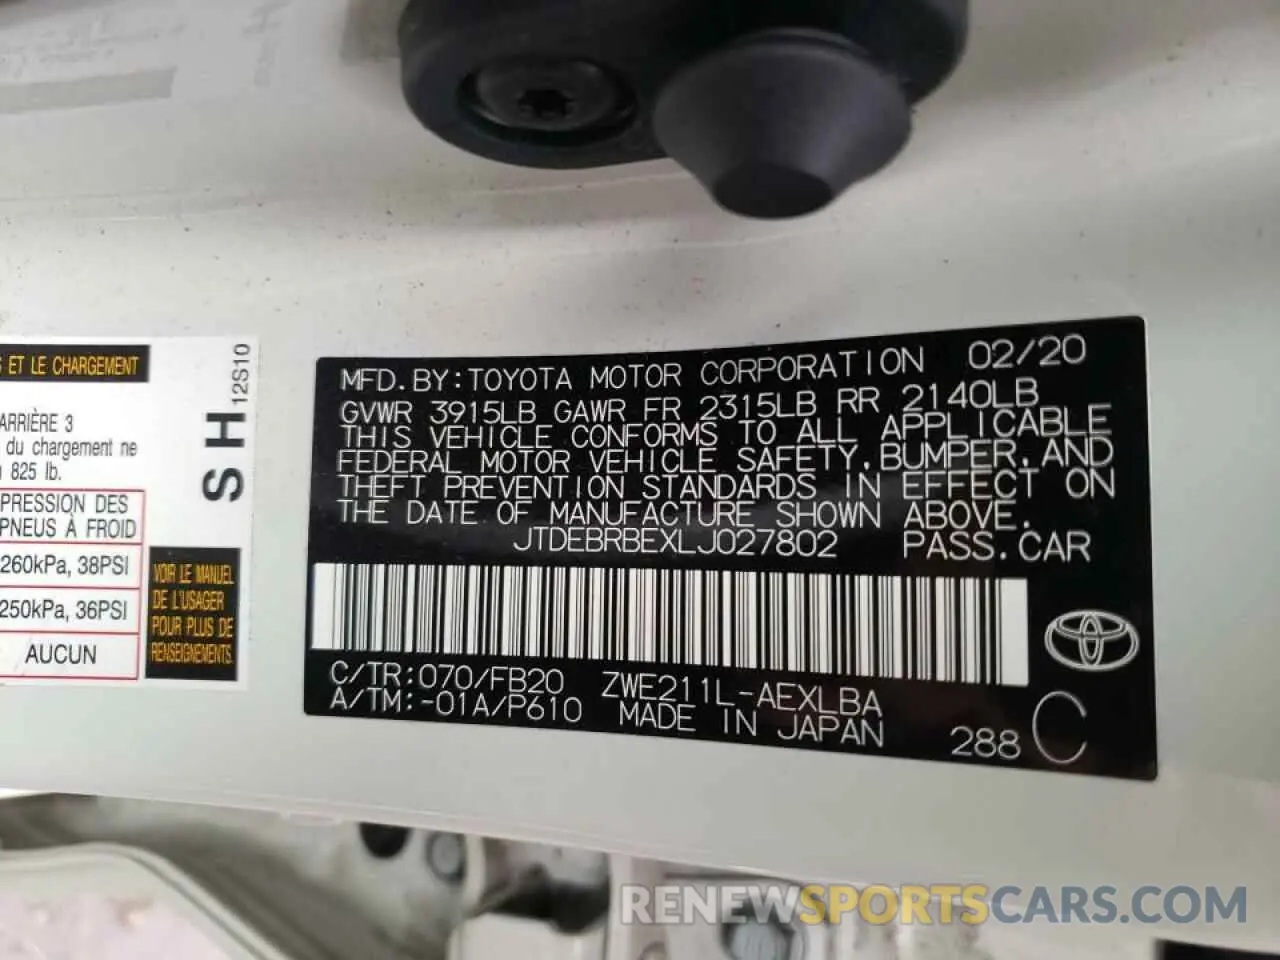 S ET LE CHARGEMENT
ARRIÈRE 3
du chargement ne
825 lb.
PRESSION DES
PNEUS À FROID
260kPa, 38PSI
250kPa, 36PSI
AUCUN
SH
12S10
VOIR LE MANUEL
DE L'USAGER
POUR PLUS DE
RENSEIGNEMENTS.
MFD. BY: TOYOTA MOTOR CORPORATION 02/20
GVWR 3915LB GAWR FR 2315LB RR 2140LB
THIS VEHICLE CONFORMS TO ALL APPLICABLE
FEDERAL MOTOR VEHICLE SAFETY, BUMPER, AND
THEFT PREVENTION STANDARDS IN EFFECT ON
THE DATE OF MANUFACTURE SHOWN ABOVE.
JTDEBRBEXLJ027802 PASS. CAR
C/TR: 070/FB20 ZWE211L-AEXLBA
A/TM: -01A/P610 MADE IN JAPAN 288 C
RENEWSPORTSCARS.COM